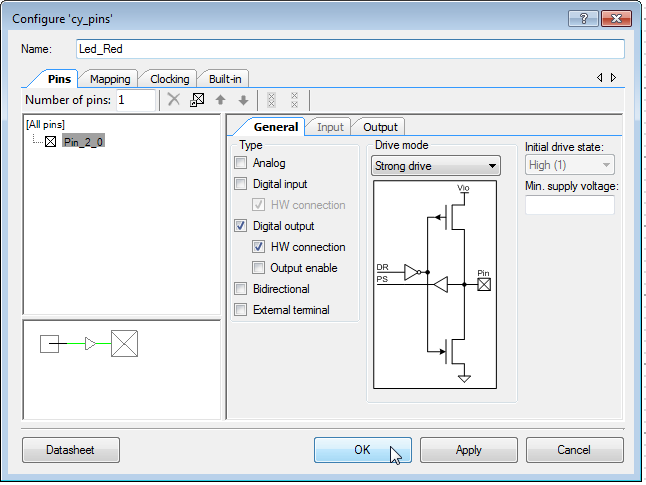 Configure 'cy_pins'
Name: Led_Red
Pins Mapping Clocking Built-in
Number of pins: 1
[All pins]
Pin_2_0
General Input Output
Type
Analog
Digital input
HW connection
Digital output
HW connection
Output enable
Bidirectional
External terminal
Drive mode
Strong drive
Vio
DR
PS
Pin
Initial drive state:
High (1)
Min. supply voltage:
Datasheet OK Apply Cancel